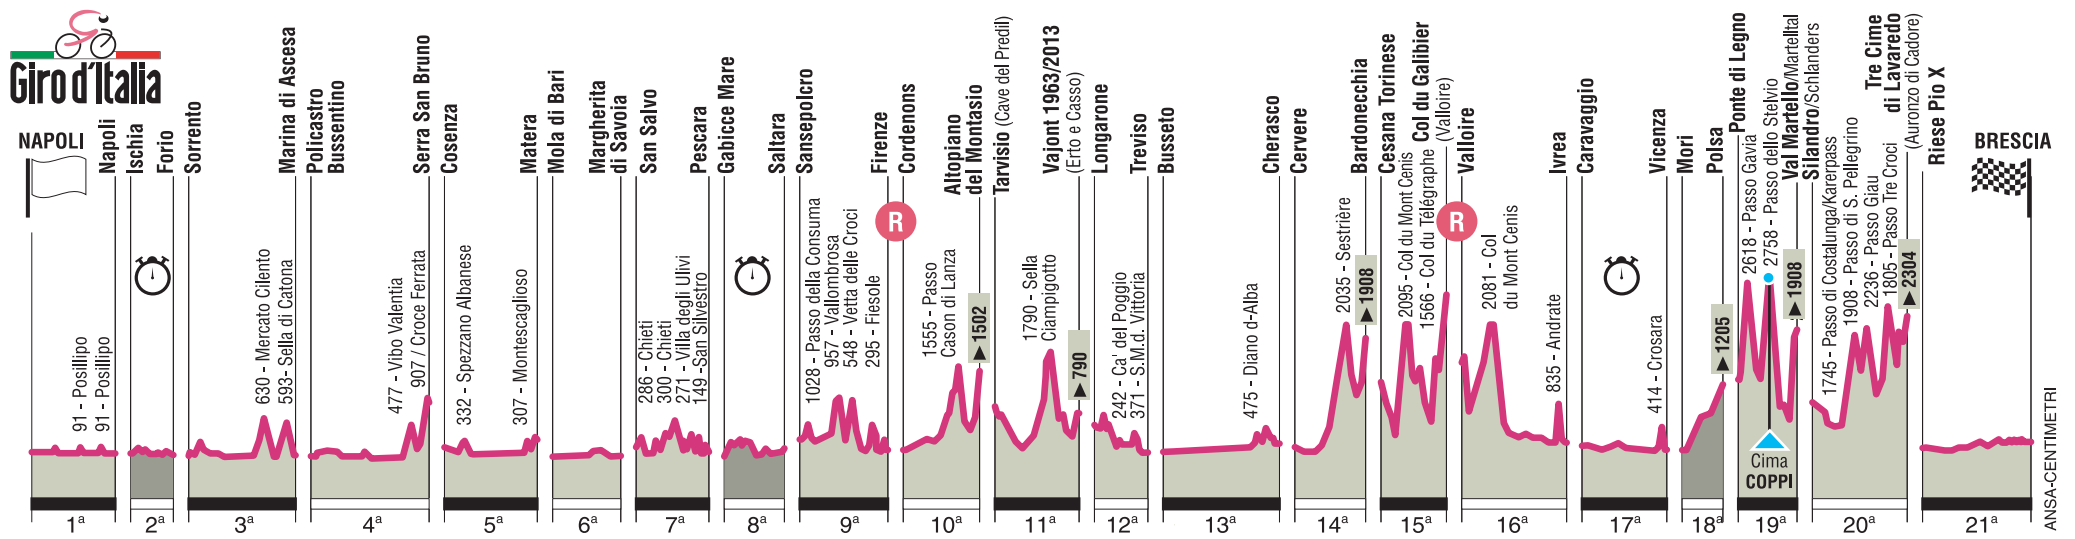 Giro d'Italia
NAPOLI
Napoli
Ischia
Forio
Sorrento
Marina di Ascesa
Policastro
Bussentino
Serra San Bruno
Cosenza
Matera
Mola di Bari
Margherita
di Savoia
San Salvo
Pescara
Gabicce Mare
Saltara
Sansepolcro
Firenze
Cordenons
Altopiano
del Montasio
Tarvisio (Cave del Predil)
Vajont 1963/2013
(Erto e Casso)
Longarone
Treviso
Busseto
Cherasco
Cervere
Bardonecchia
Cesana Torinese
Col du Galibier
(Valloire)
Valloire
Ivrea
Caravaggio
Vicenza
Mori
Polsa
Ponte di Legno
Val Martello/Martelltal
Silandro/Schlanders
Tre Cime
di Lavaredo
(Auronzo di Cadore)
Riese Pio X
BRESCIA
91 - Posillipo
91 - Posillipo
630 - Mercato Cilento
593- Sella di Catona
477 - Vibo Valentia
907 / Croce Ferrata
332 - Spezzano Albanese
307 - Montescaglioso
286 - Chieti
300 - Chieti
271 - Villa degli Ulivi
149 -San Silvestro
1028 - Passo della Consuma
957 - Vallombrosa
548 - Vetta delle Croci
295 - Fiesole
R
1555 - Passo
Cason di Lanza
1502
1790 - Sella
Ciampigotto
790
242 - Ca' del Poggio
371 - S.M.d. Vittoria
475 - Diano d-Alba
2035 - Sestrière
1908
2095 - Col du Mont Cenis
1566 - Col du Télégraphe
R
2081 - Col
du Mont Cenis
835 - Andrate
414 - Crosara
1205
2618 - Passo Gavia
2758 - Passo dello Stelvio
1908
Cima
COPPI
1745 - Passo di Costalunga/Karerpass
1908 - Passo di S. Pellegrino
2236 - Passo Giau
1805 - Passo Tre Croci
2304
1a
2a
3a
4a
5a
6a
7a
8a
9a
10a
11a
12a
13a
14a
15a
16a
17a
18a
19a
20a
21a
ANSA-CENTIMETRI